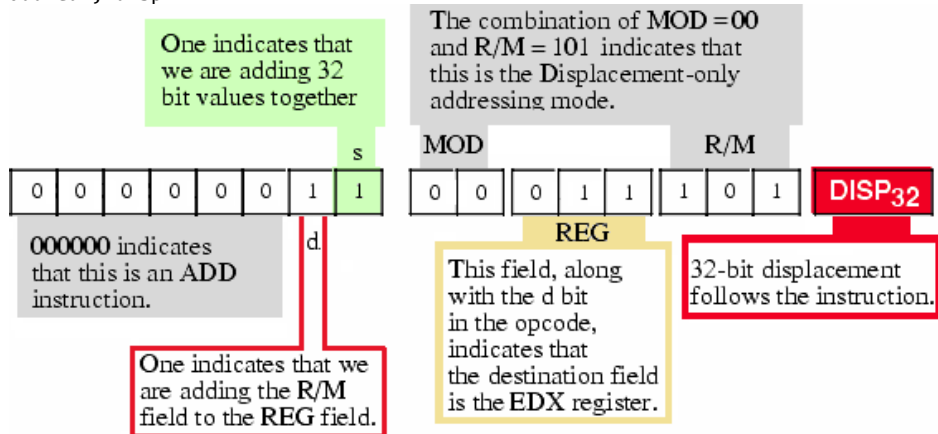 One indicates that
we are adding 32
bit values together
The combination of MOD = 00
and R/M = 101 indicates that
this is the Displacement-only
addressing mode.
s
MOD
R/M
0 0 0 0 0 0 1 1
0 0 0 1 1 1 0 1
DISP32
000000 indicates
that this is an ADD
instruction.
d
REG
This field, along
with the d bit
in the opcode,
indicates that
the destination field
is the EDX register.
32-bit displacement
follows the instruction.
One indicates that we
are adding the R/M
field to the REG field.